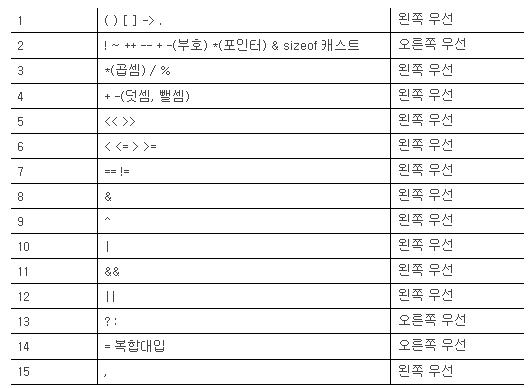 1 ( ) [ ] -> . 왼쪽 우선
2 ! ~ ++ -- + -(부호) *(포인터) & sizeof 캐스트 오른쪽 우선
3 *(곱셈) / % 왼쪽 우선
4 + -(덧셈, 뺄셈) 왼쪽 우선
5 << >> 왼쪽 우선
6 < <= > >= 왼쪽 우선
7 == != 왼쪽 우선
8 & 왼쪽 우선
9 ^ 왼쪽 우선
10 | 왼쪽 우선
11 && 왼쪽 우선
12 || 왼쪽 우선
13 ? : 오른쪽 우선
14 = 복합대입 오른쪽 우선
15 , 왼쪽 우선